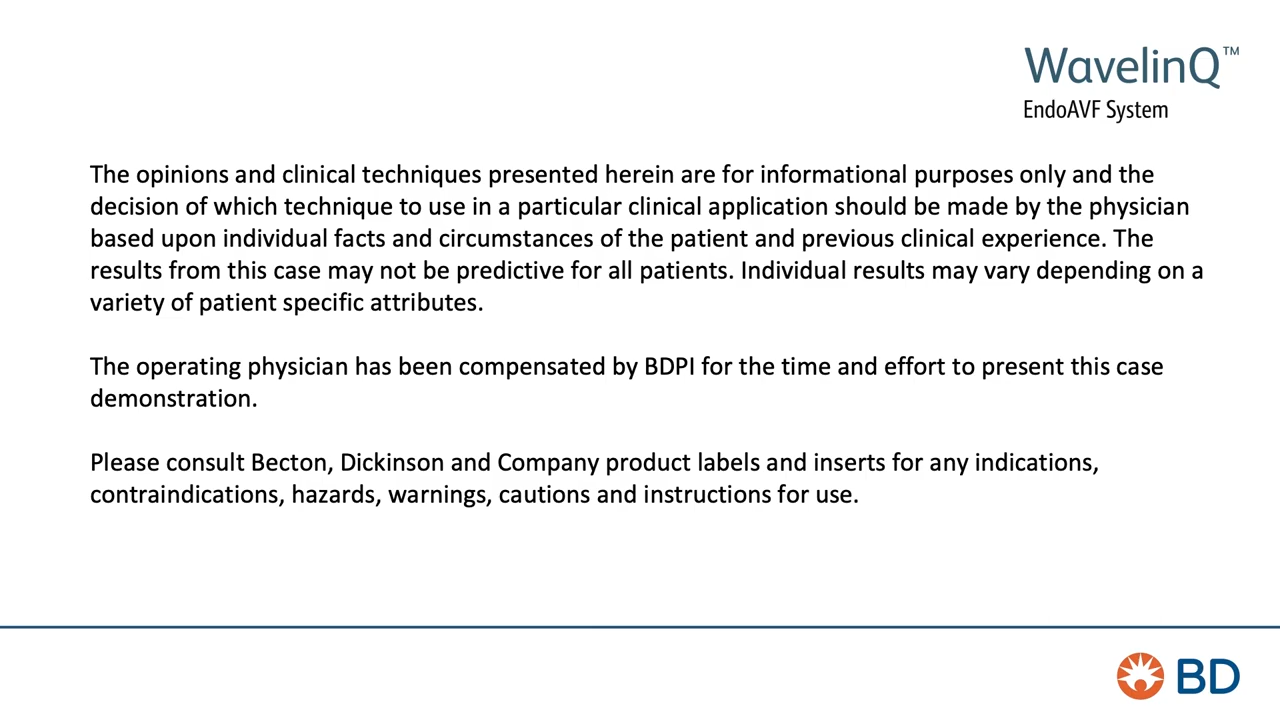 WavelinQ™
EndoAVF System
The opinions and clinical techniques presented herein are for informational purposes only and the
decision of which technique to use in a particular clinical application should be made by the physician
based upon individual facts and circumstances of the patient and previous clinical experience. The
results from this case may not be predictive for all patients. Individual results may vary depending on a
variety of patient specific attributes.
The operating physician has been compensated by BDPI for the time and effort to present this case
demonstration.
Please consult Becton, Dickinson and Company product labels and inserts for any indications,
contraindications, hazards, warnings, cautions and instructions for use.
BD